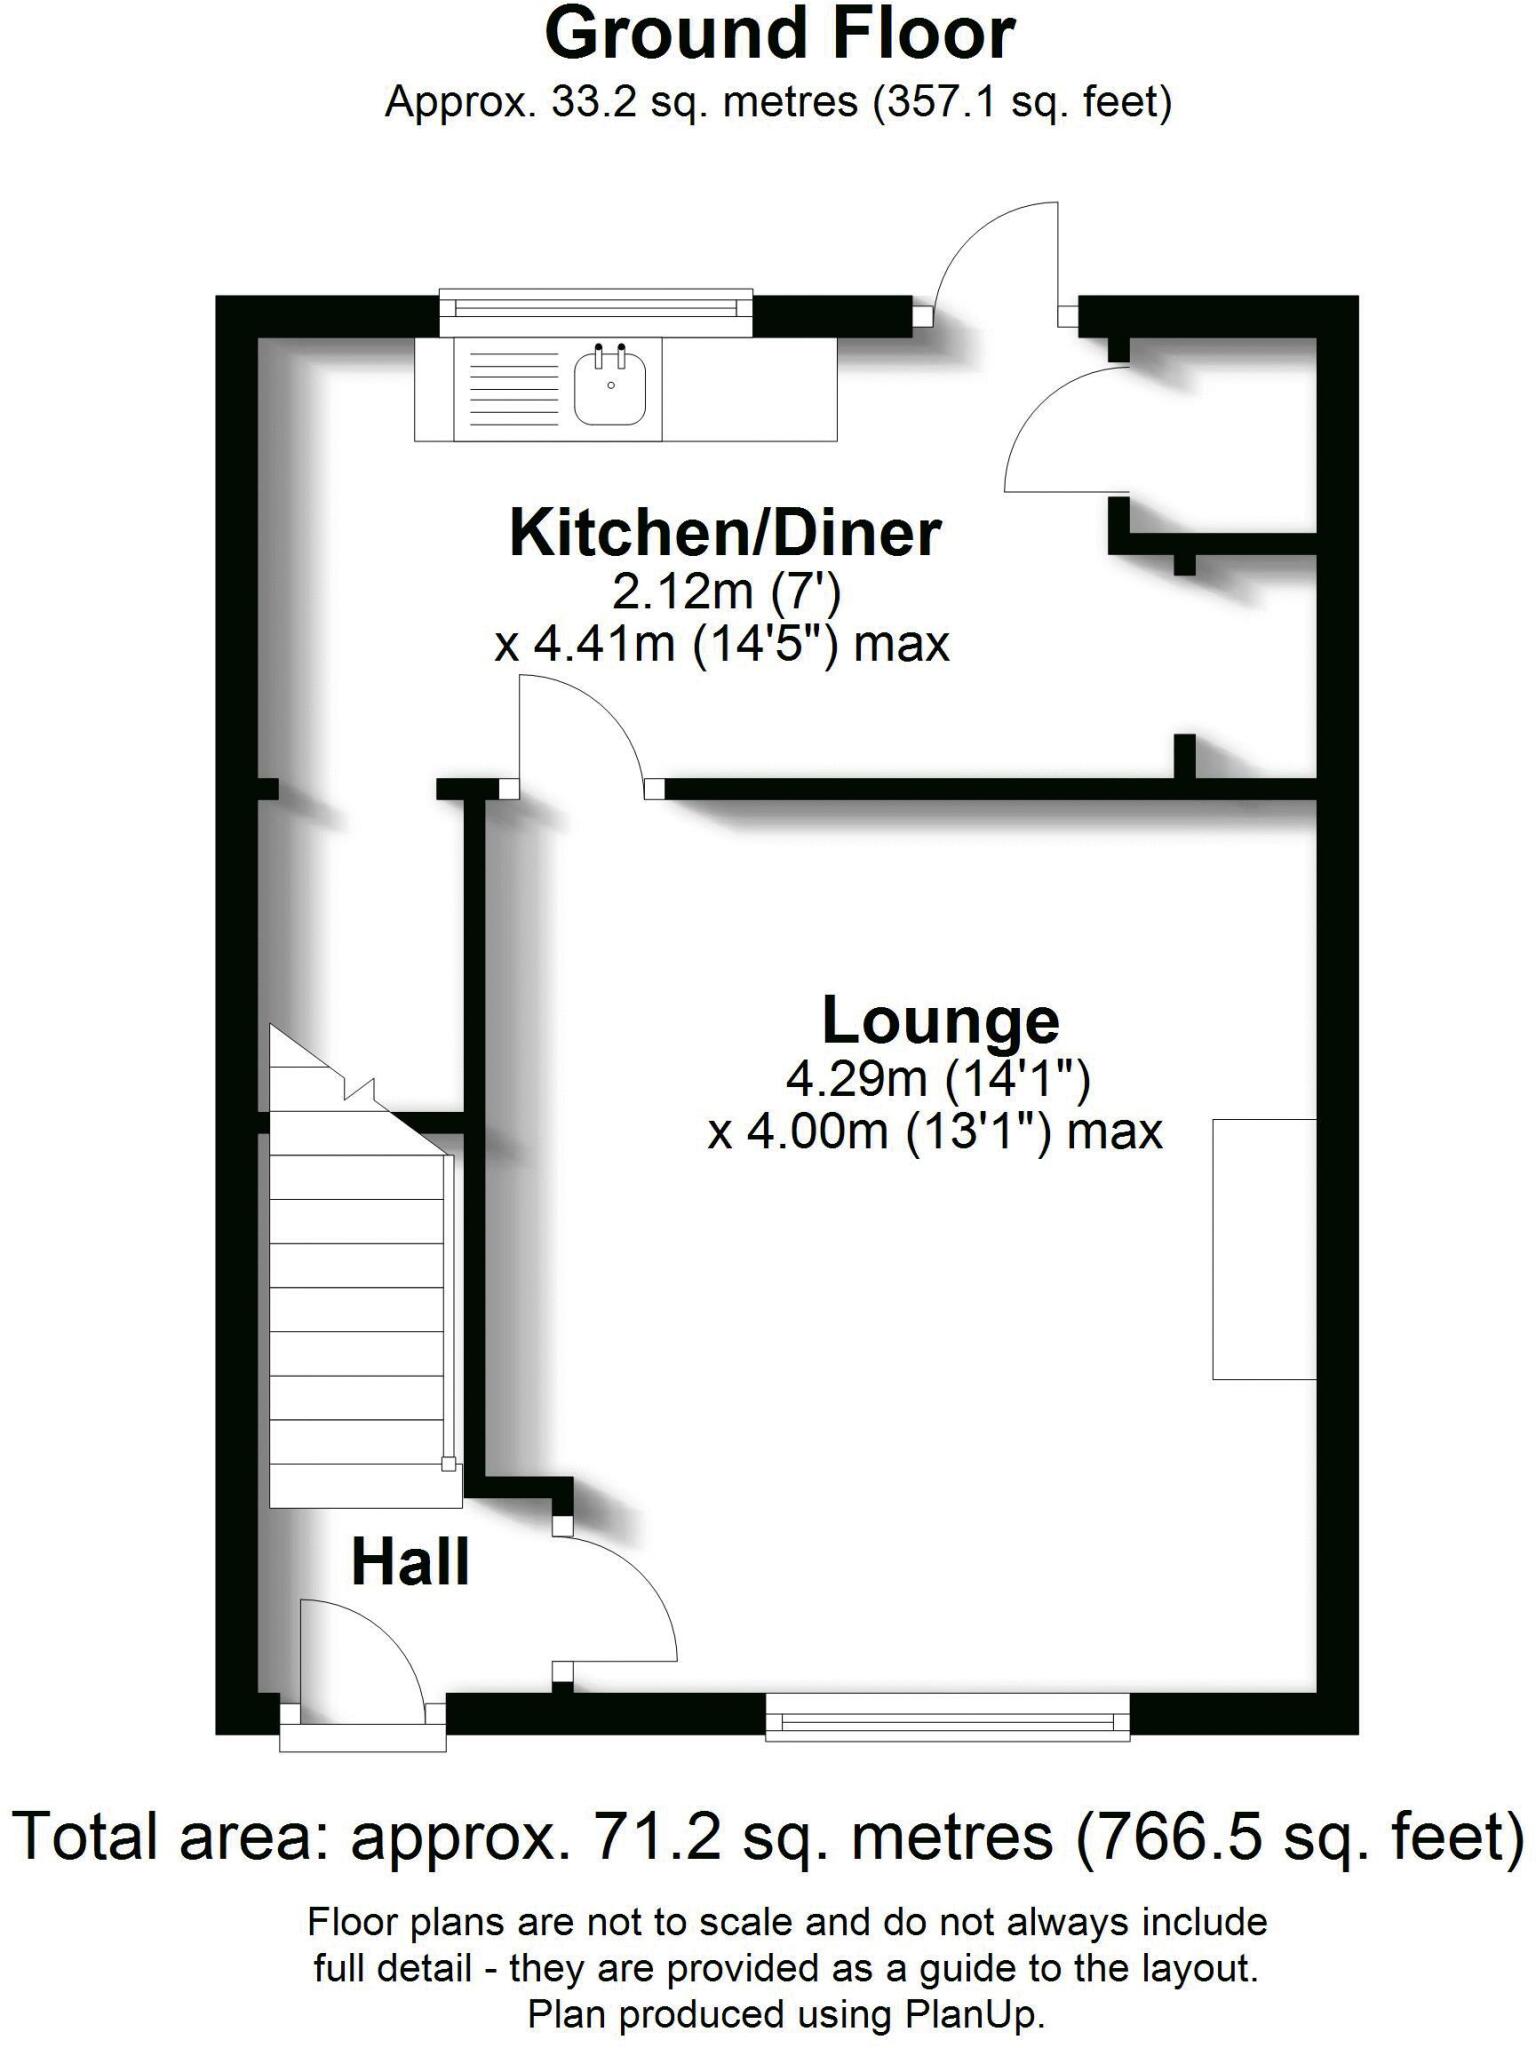 Ground Floor
Approx. 33.2 sq. metres (357.1 sq. feet)
Kitchen/Diner
2.12m (7')
x 4.41m (14'5") max
Lounge
4.29m (14'1")
x 4.00m (13'1") max
Hall
Total area: approx. 71.2 sq. metres (766.5 sq. feet)
Floor plans are not to scale and do not always include
full detail - they are provided as a guide to the layout.
Plan produced using PlanUp.